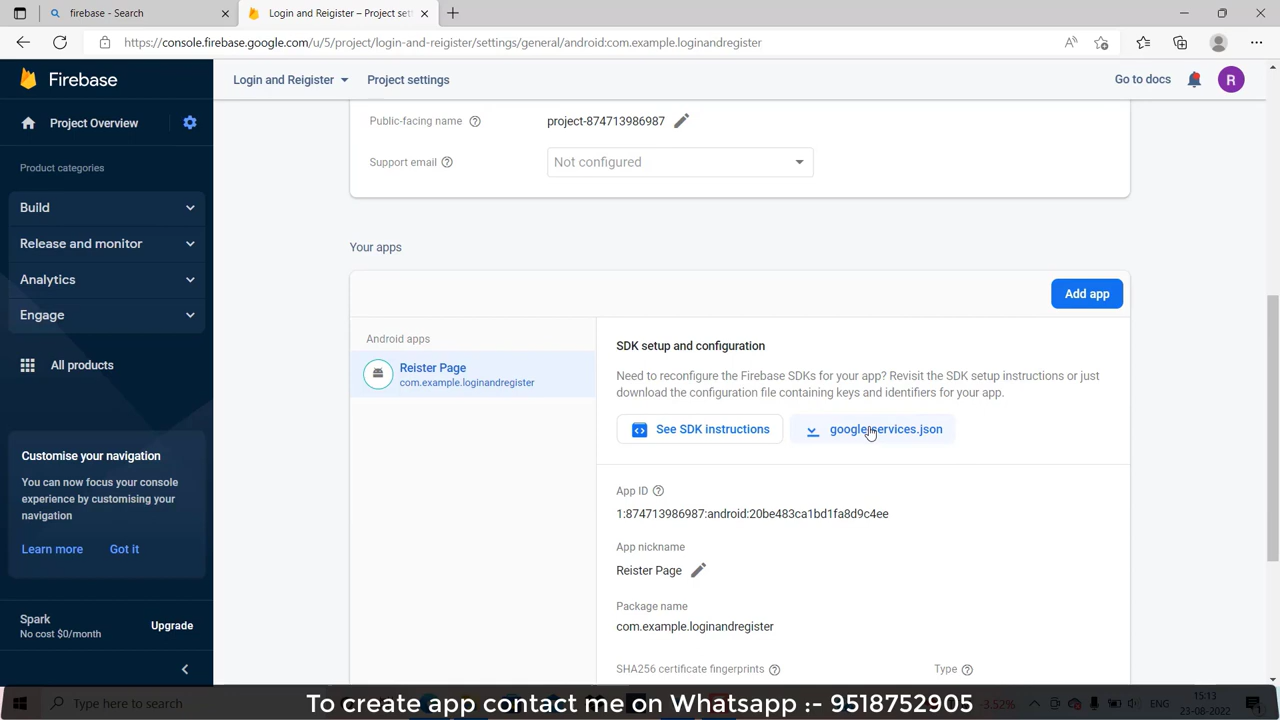 firebase - Search
Login and Reigister – Project sett
https://console.firebase.google.com/u/5/project/login-and-reigister/settings/general/android:com.example.loginandregister
Firebase
Login and Reigister
Project settings
Go to docs
R
Project Overview
Product categories
Build
Release and monitor
Analytics
Engage
All products
Customise your navigation
You can now focus your console
experience by customising your
navigation
Learn more
Got it
Spark
No cost $0/month
Upgrade
Public-facing name
project-874713986987
Support email
Not configured
Your apps
Add app
Android apps
Reister Page
com.example.loginandregister
SDK setup and configuration
Need to reconfigure the Firebase SDKs for your app? Revisit the SDK setup instructions or just
download the configuration file containing keys and identifiers for your app.
See SDK instructions
google-services.json
App ID
1:874713986987:android:20be483ca1bd1fa8d9c4ee
App nickname
Reister Page
Package name
com.example.loginandregister
SHA256 certificate fingerprints
Type
Type here to search
-3.52%
15:13
23-08-2022
To create app contact me on Whatsapp :- 9518752905